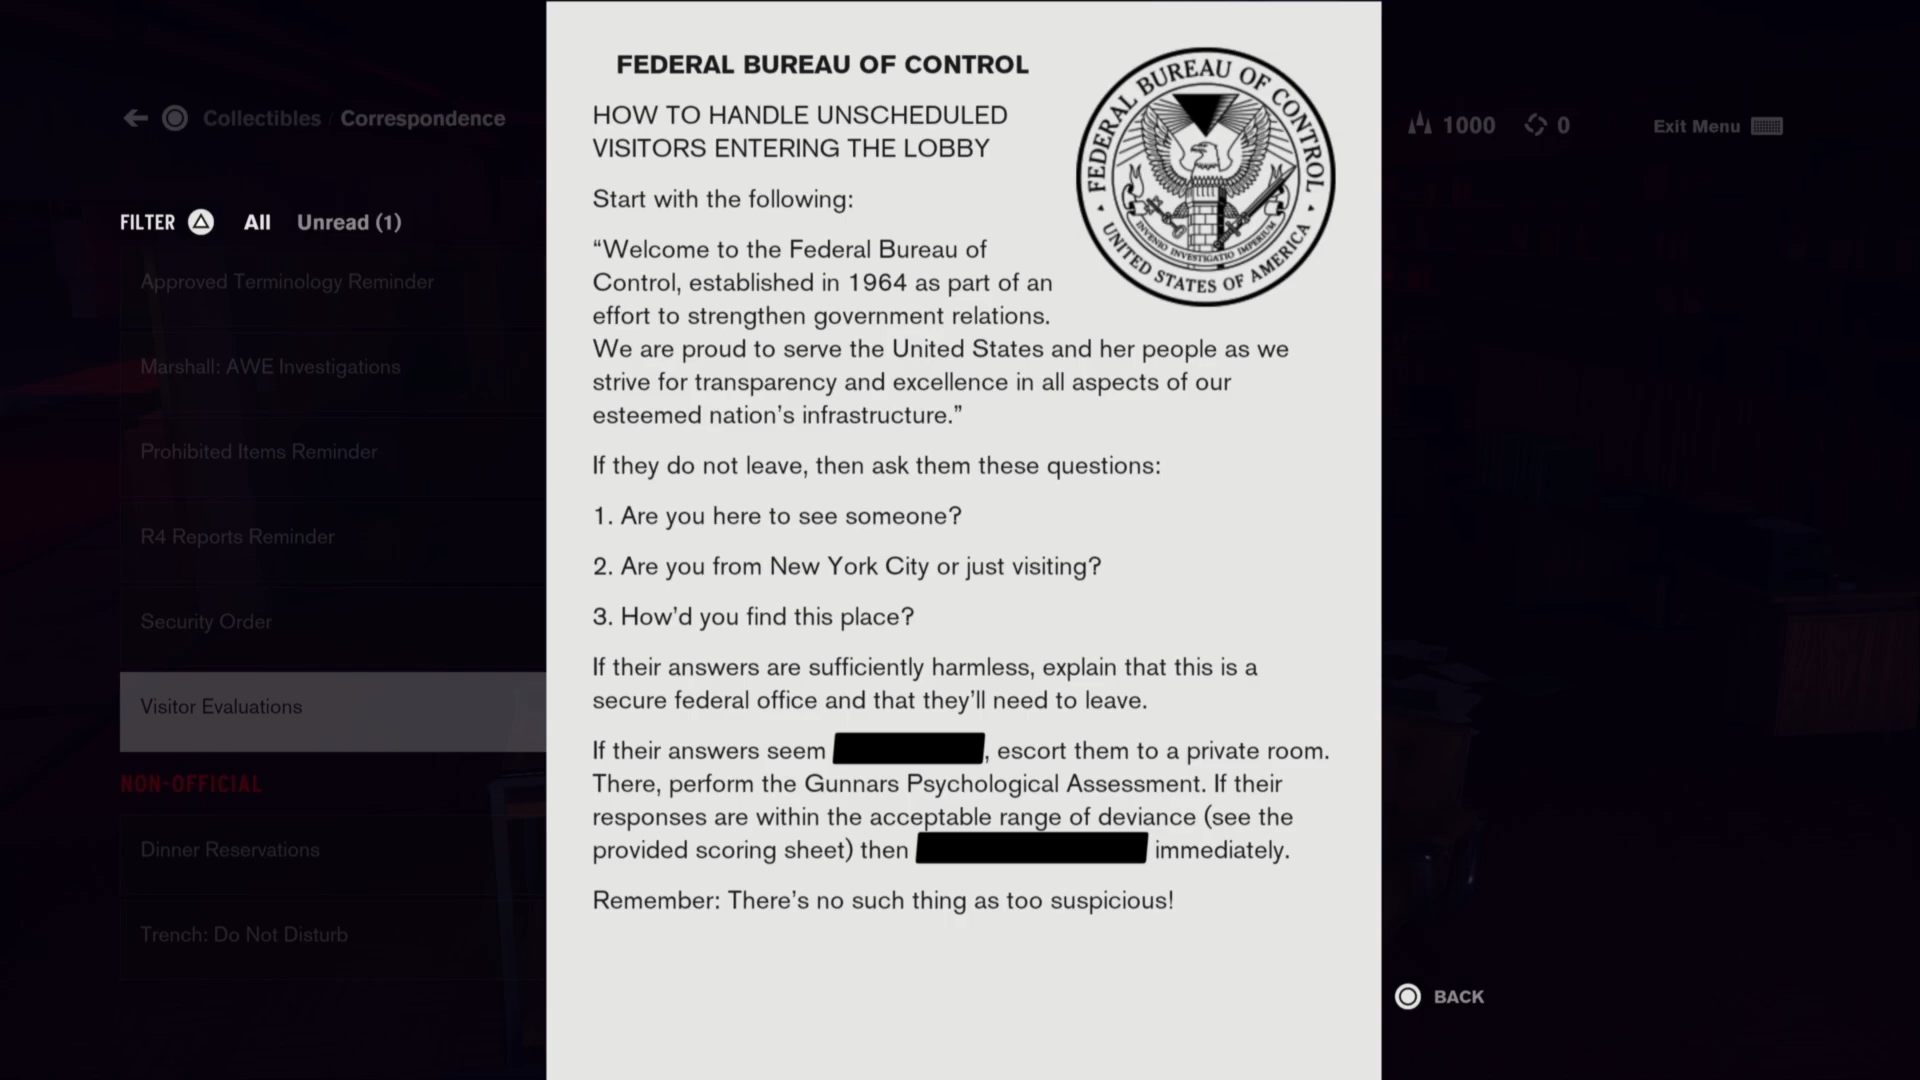 FEDERAL BUREAU OF CONTROL
HOW TO HANDLE UNSCHEDULED
VISITORS ENTERING THE LOBBY
Start with the following:
“Welcome to the Federal Bureau of
Control, established in 1964 as part of an
effort to strengthen government relations.
We are proud to serve the United States and her people as we
strive for transparency and excellence in all aspects of our
esteemed nation’s infrastructure.”
If they do not leave, then ask them these questions:
1. Are you here to see someone?
2. Are you from New York City or just visiting?
3. How’d you find this place?
If their answers are sufficiently harmless, explain that this is a
secure federal office and that they’ll need to leave.
If their answers seem , escort them to a private room.
There, perform the Gunnars Psychological Assessment. If their
responses are within the acceptable range of deviance (see the
provided scoring sheet) then immediately.
Remember: There’s no such thing as too suspicious!
FEDERAL BUREAU OF CONTROL
UNITED STATES OF AMERICA
INVENIO INVESTIGATIO IMPERIUM
Collectibles / Correspondence
1000 0 Exit Menu
FILTER All Unread (1)
Approved Terminology Reminder
Marshall: AWE Investigations
Prohibited Items Reminder
R4 Reports Reminder
Security Order
Visitor Evaluations
NON-OFFICIAL
Dinner Reservations
Trench: Do Not Disturb
BACK